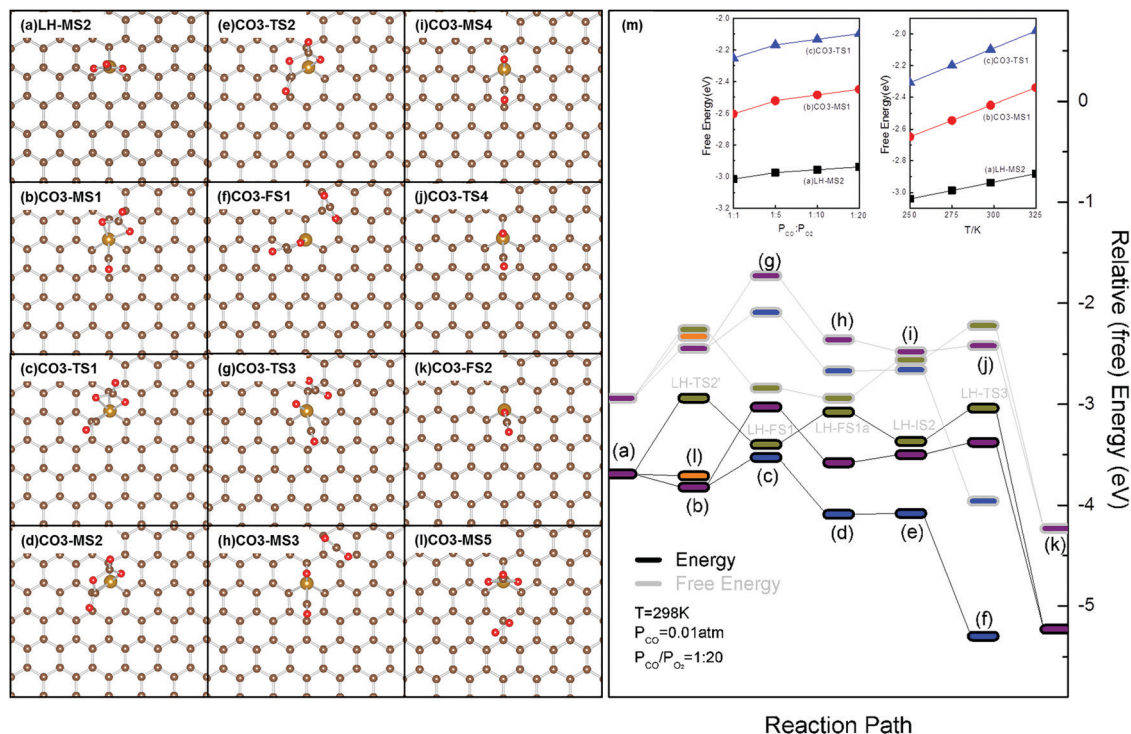 (a)LH-MS2
(e)CO3-TS2
(i)CO3-MS4
(b)CO3-MS1
(f)CO3-FS1
(j)CO3-TS4
(c)CO3-TS1
(g)CO3-TS3
(k)CO3-FS2
(d)CO3-MS2
(h)CO3-MS3
(l)CO3-MS5
(m)
Free Energy(eV)
-2.0
-2.2
-2.4
-2.6
-2.8
-3.0
-3.2
(c)CO3-TS1
(b)CO3-MS1
(a)LH-MS2
1:1
1:5
1:10
1:20
P_CO:P_O2
Free Energy(eV)
-2.0
-2.2
-2.4
-2.6
-2.8
-3.0
(c)CO3-TS1
(b)CO3-MS1
(a)LH-MS2
250
275
300
325
T/K
0
-1
-2
-3
-4
-5
Relative (free) Energy (eV)
(g)
(h)
(i)
(j)
LH-TS2'
LH-FS1
LH-FS1a
LH-IS2
LH-TS3
(a)
(l)
(b)
(c)
(d)
(e)
(k)
(f)
Energy
Free Energy
T=298K
P_CO=0.01atm
P_CO/P_O2=1:20
Reaction Path